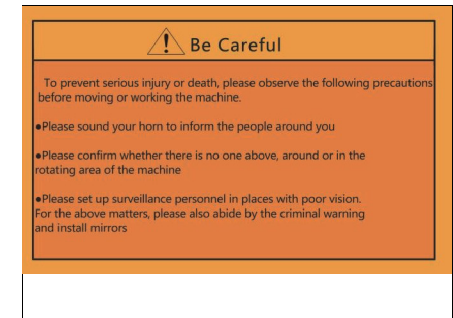 Be Careful
To prevent serious injury or death, please observe the following precautions
before moving or working the machine.
●Please sound your horn to inform the people around you
●Please confirm whether there is no one above, around or in the
rotating area of the machine
●Please set up surveillance personnel in places with poor vision.
For the above matters, please also abide by the criminal warning
and install mirrors